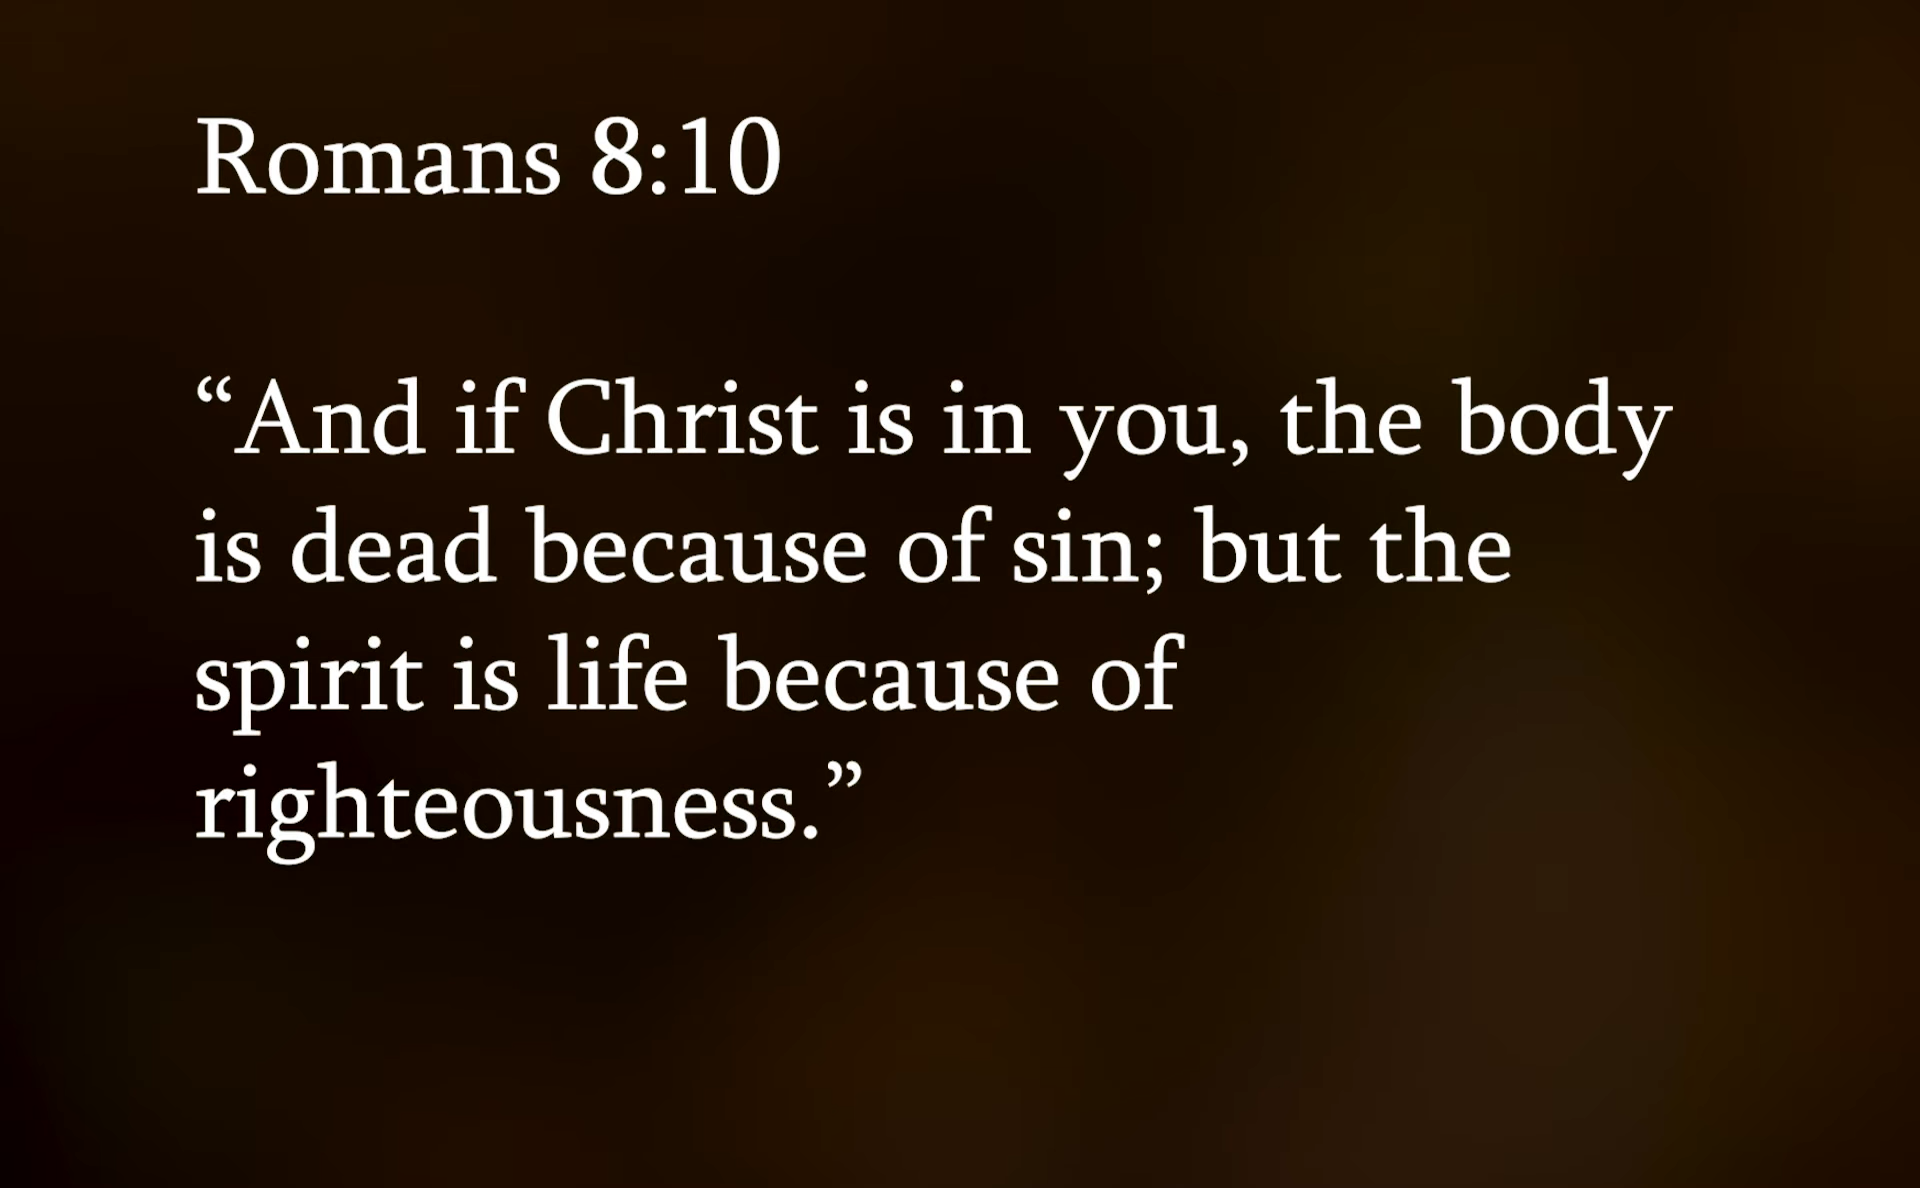 Romans 8:10
“And if Christ is in you, the body
is dead because of sin; but the
spirit is life because of
righteousness.”